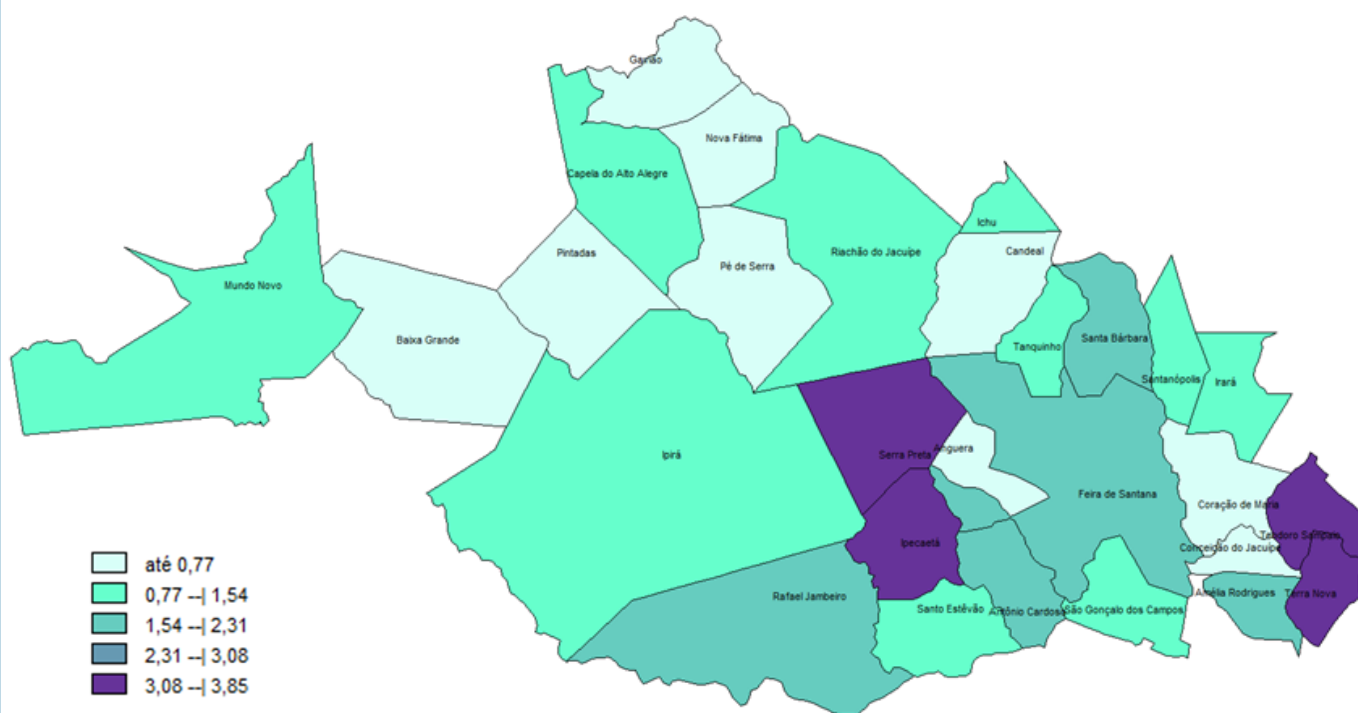 Gavião
Nova Fátima
Capela do Alto Alegre
Ichu
Riachão do Jacuípe
Candeal
Pintadas
Pé de Serra
Mundo Novo
Baixa Grande
Santa Bárbara
Tanquinho
Santanópolis
Irará
Anguera
Ipirá
Serra Preta
Feira de Santana
Coração de Maria
Teodoro Sampaio
Ipecaetá
Conceição do Jacuípe
Rafael Jambeiro
Amélia Rodrigues
Terra Nova
Santo Estêvão
Antônio Cardoso
São Gonçalo dos Campos
até 0,77
0,77 --| 1,54
1,54 --| 2,31
2,31 --| 3,08
3,08 --| 3,85